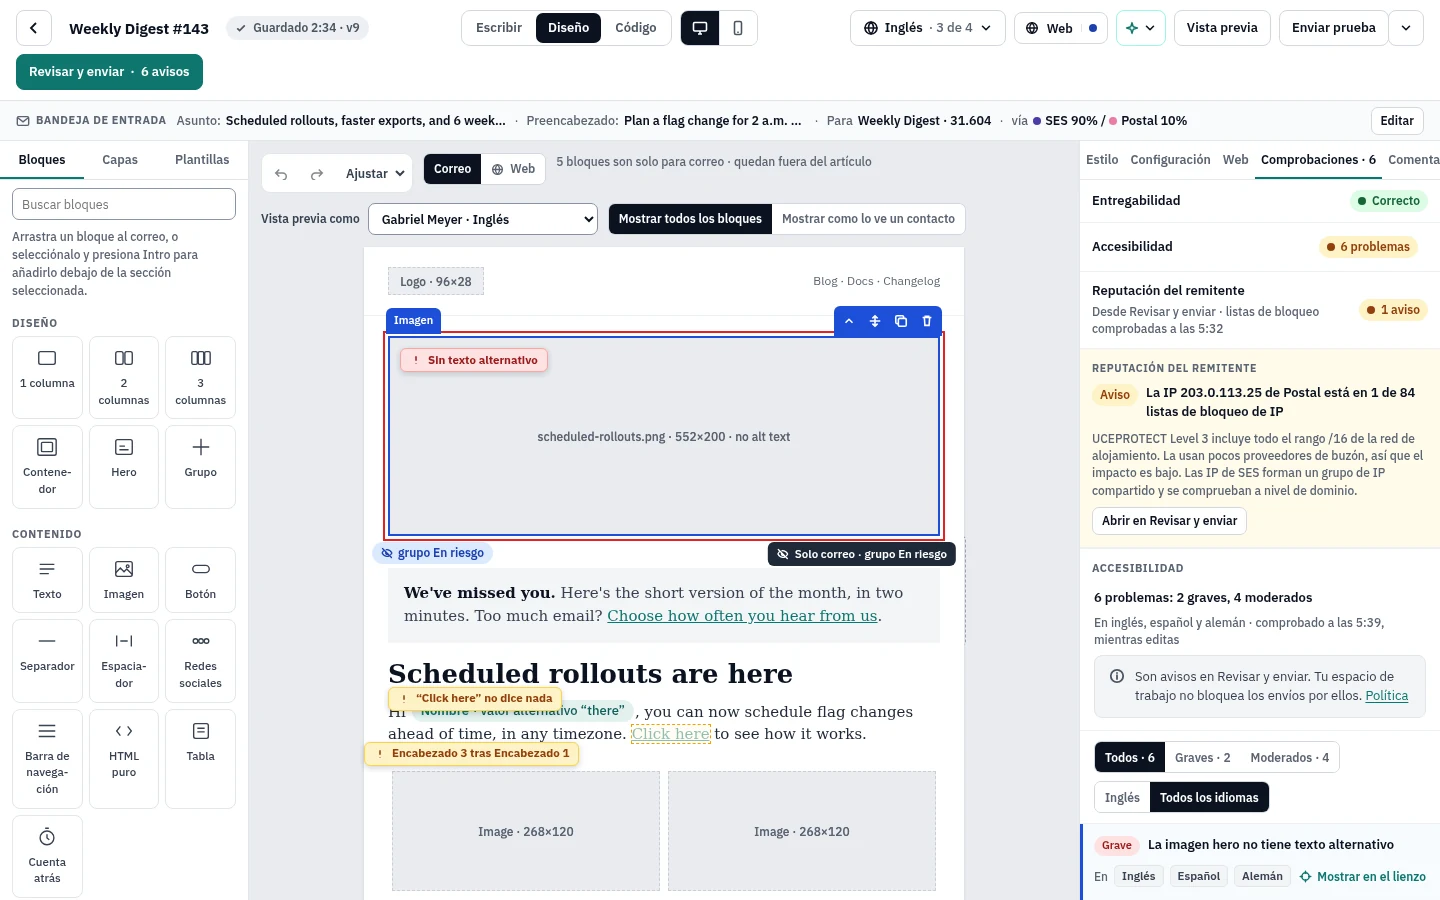 Weekly Digest #143
Guardado 2:34 · v9
Escribir
Diseño
Código
Inglés · 3 de 4
Web
Vista previa
Enviar prueba
Revisar y enviar · 6 avisos
BANDEJA DE ENTRADA
Asunto: Scheduled rollouts, faster exports, and 6 week…
· Preencabezado: Plan a flag change for 2 a.m. …
· Para Weekly Digest · 31.604
· vía SES 90% / Postal 10%
Editar
Bloques
Capas
Plantillas
Buscar bloques
Arrastra un bloque al correo, o
selecciónalo y presiona Intro para
añadirlo debajo de la sección
seleccionada.
DISEÑO
1 columna
2
columnas
3
columnas
Contene-
dor
Hero
Grupo
CONTENIDO
Texto
Imagen
Botón
Separador
Espacia-
dor
Redes
sociales
Barra de
navega-
ción
HTML
puro
Tabla
Cuenta
atrás
Ajustar
Correo
Web
5 bloques son solo para correo · quedan fuera del artículo
Vista previa como
Gabriel Meyer · Inglés
Mostrar todos los bloques
Mostrar como lo ve un contacto
Logo · 96×28
Blog · Docs · Changelog
Imagen
! Sin texto alternativo
scheduled-rollouts.png · 552×200 · no alt text
grupo En riesgo
Solo correo · grupo En riesgo
We've missed you. Here's the short version of the month, in two
minutes. Too much email? Choose how often you hear from us.
Scheduled rollouts are here
! “Click here” no dice nada
Hi Nombre · valor alternativo “there” , you can now schedule flag changes
ahead of time, in any timezone. Click here to see how it works.
! Encabezado 3 tras Encabezado 1
Image · 268×120
Image · 268×120
Estilo
Configuración
Web
Comprobaciones · 6
Comenta
Entregabilidad
Correcto
Accesibilidad
6 problemas
Reputación del remitente
Desde Revisar y enviar · listas de bloqueo
comprobadas a las 5:32
1 aviso
REPUTACIÓN DEL REMITENTE
Aviso
La IP 203.0.113.25 de Postal está en 1 de 84
listas de bloqueo de IP
UCEPROTECT Level 3 incluye todo el rango /16 de la red de
alojamiento. La usan pocos proveedores de buzón, así que el
impacto es bajo. Las IP de SES forman un grupo de IP
compartido y se comprueban a nivel de dominio.
Abrir en Revisar y enviar
ACCESIBILIDAD
6 problemas: 2 graves, 4 moderados
En inglés, español y alemán · comprobado a las 5:39,
mientras editas
Son avisos en Revisar y enviar. Tu espacio de
trabajo no bloquea los envíos por ellos. Política
Todos · 6
Graves · 2
Moderados · 4
Inglés
Todos los idiomas
Grave
La imagen hero no tiene texto alternativo
En Inglés Español Alemán
Mostrar en el lienzo